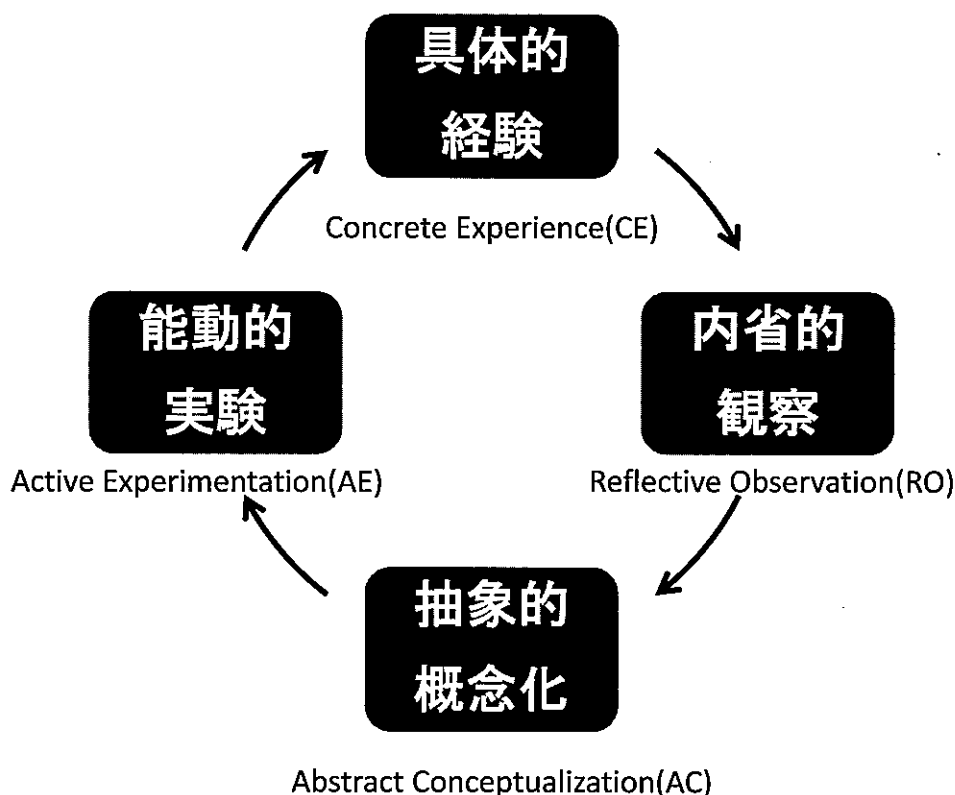 具体的
経験
Concrete Experience(CE)
能動的
実験
Active Experimentation(AE)
内省的
観察
Reflective Observation(RO)
抽象的
概念化
Abstract Conceptualization(AC)